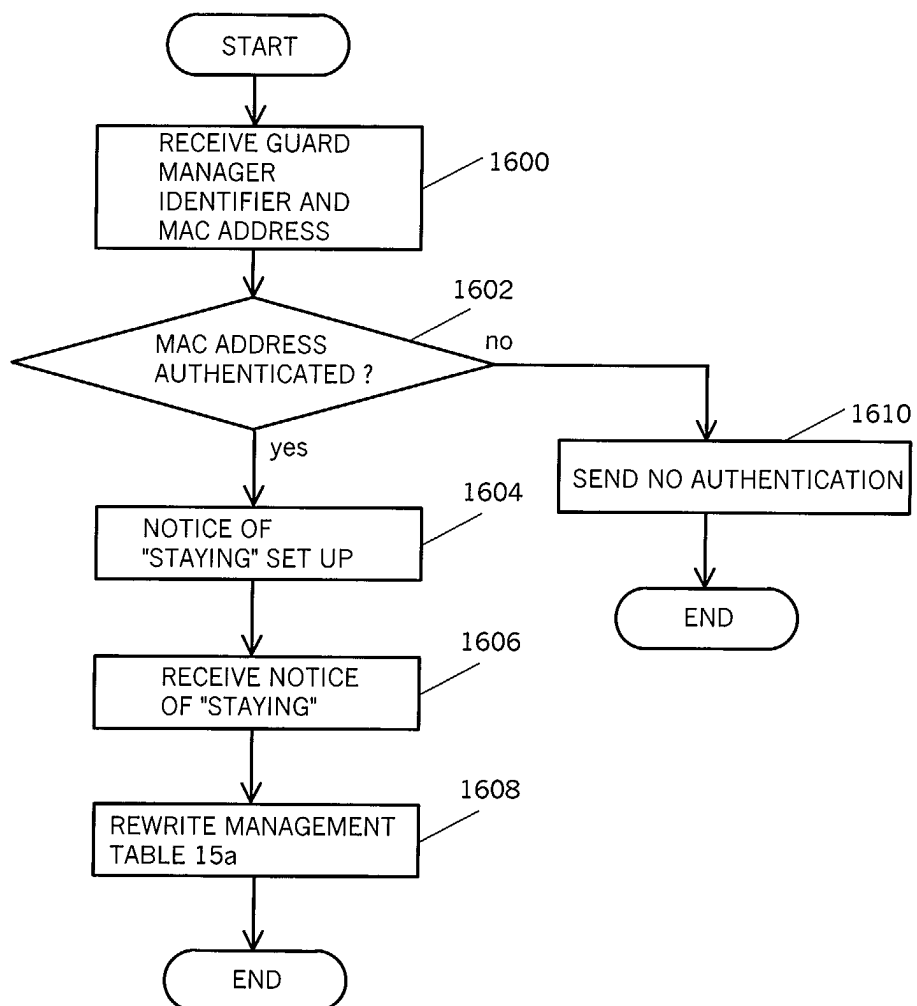 START
RECEIVE GUARD
MANAGER
IDENTIFIER AND
MAC ADDRESS
1600
1602
MAC ADDRESS
AUTHENTICATED ?
no
yes
1610
SEND NO AUTHENTICATION
END
1604
NOTICE OF
"STAYING" SET UP
1606
RECEIVE NOTICE
OF "STAYING"
1608
REWRITE MANAGEMENT
TABLE 15a
END